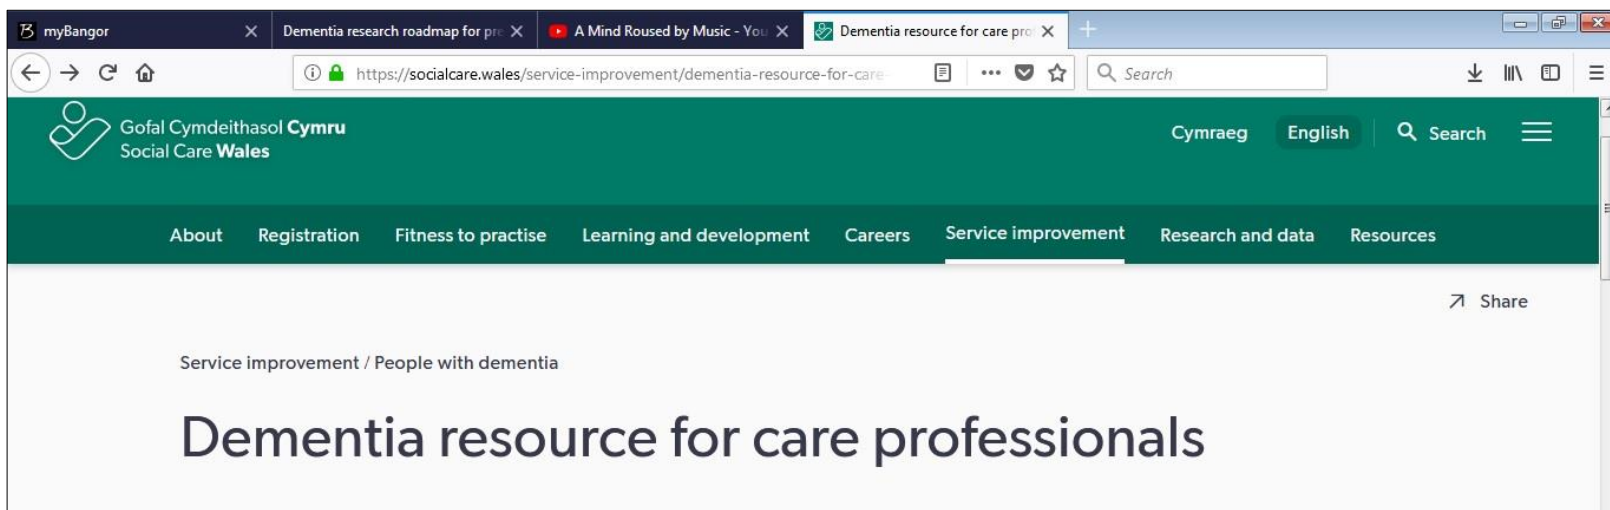 myBangor
Dementia research roadmap for pre
A Mind Roused by Music - You
Dementia resource for care pro
https://socialcare.wales/service-improvement/dementia-resource-for-care-
Search
Gofal Cymdeithasol Cymru
Social Care Wales
Cymraeg English Search
About Registration Fitness to practise Learning and development Careers Service improvement Research and data Resources
Share
Service improvement / People with dementia
Dementia resource for care professionals